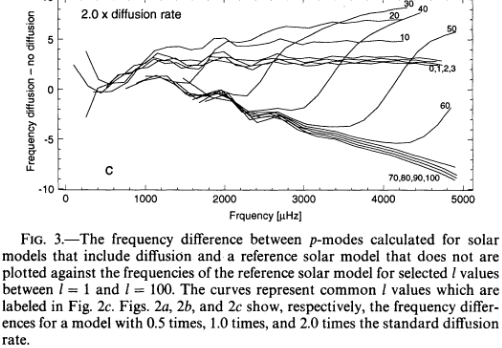 10
2.0 x diffusion rate
30
20
40
50
5
10
0,1,2,3
0
60
-5
C
70,80,90,100
-10
0 1000 2000 3000 4000 5000
Frequency [µHz]
Frequency difference
diffusion – no diffusion
FIG. 3.—The frequency difference between p-modes calculated for solar
models that include diffusion and a reference solar model that does not are
plotted against the frequencies of the reference solar model for selected l values
between l = 1 and l = 100. The curves represent common l values which are
labeled in Fig. 2c. Figs. 2a, 2b, and 2c show, respectively, the frequency differ-
ences for a model with 0.5 times, 1.0 times, and 2.0 times the standard diffusion
rate.